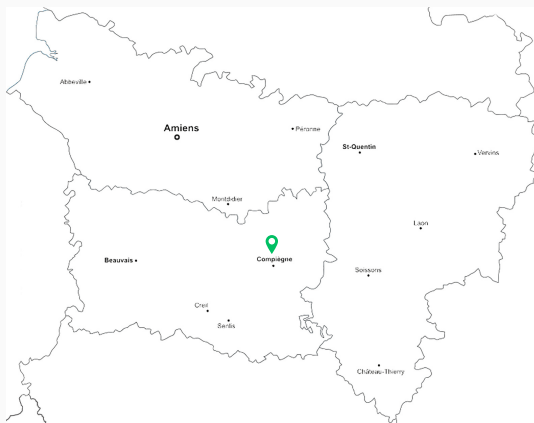 Abbeville
Amiens
Péronne
St-Quentin
Vervins
Montdidier
Laon
Compiègne
Beauvais
Soissons
Creil
Senlis
Château-Thierry